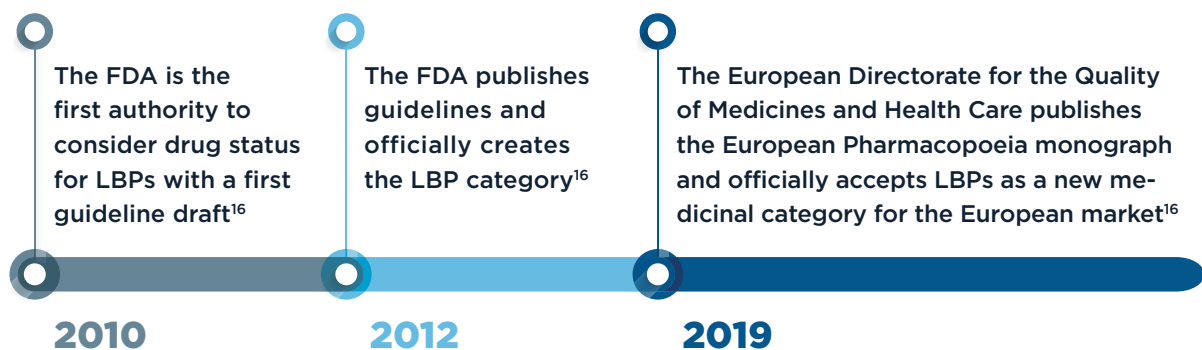 The FDA is the
first authority to
consider drug status
for LBPs with a first
guideline draft¹⁶
The FDA publishes
guidelines and
officially creates
the LBP category¹⁶
The European Directorate for the Quality
of Medicines and Health Care publishes
the European Pharmacopoeia monograph
and officially accepts LBPs as a new me-
dicinal category for the European market¹⁶
2010
2012
2019